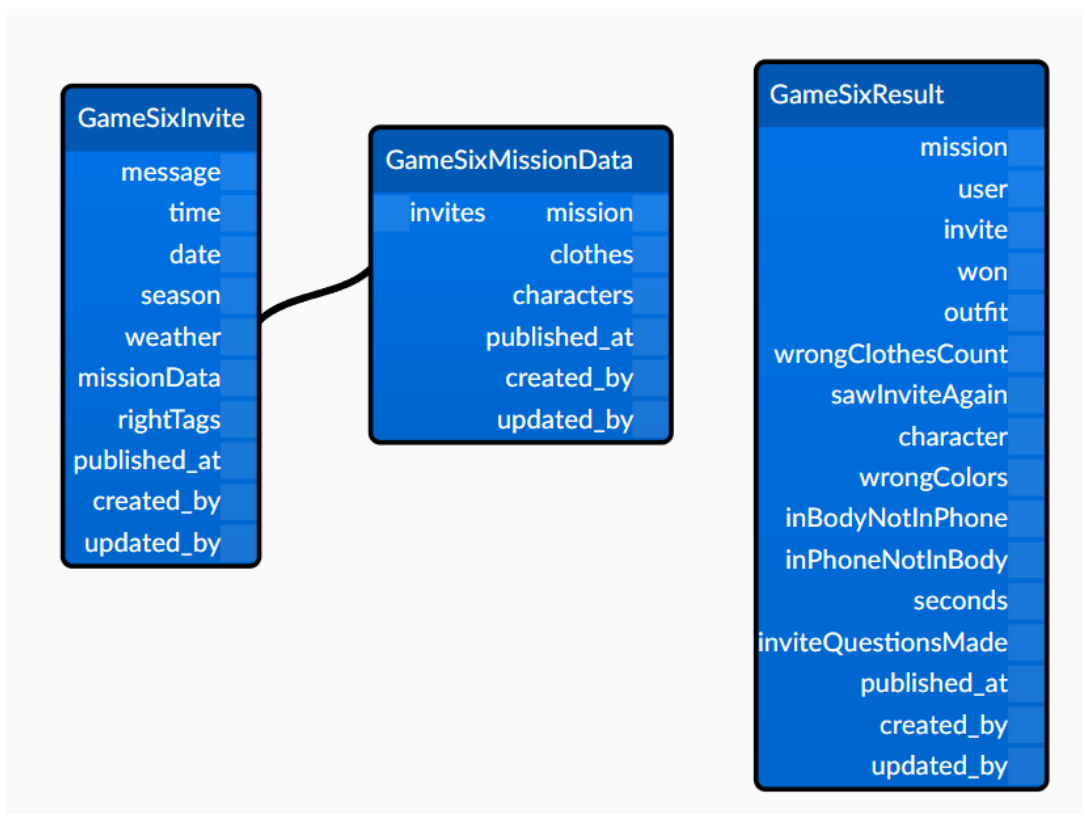 GameSixInvite
message
time
date
season
weather
missionData
rightTags
published_at
created_by
updated_by
GameSixMissionData
invites mission
clothes
characters
published_at
created_by
updated_by
GameSixResult
mission
user
invite
won
outfit
wrongClothesCount
sawInviteAgain
character
wrongColors
inBodyNotInPhone
inPhoneNotInBody
seconds
inviteQuestionsMade
published_at
created_by
updated_by